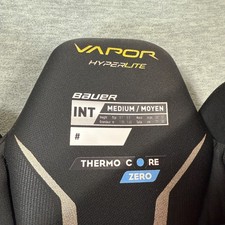 VAPOR
HYPERLITE
BAUER
INT
MEDIUM / MOYEN
#
THERMO CORE
ZERO